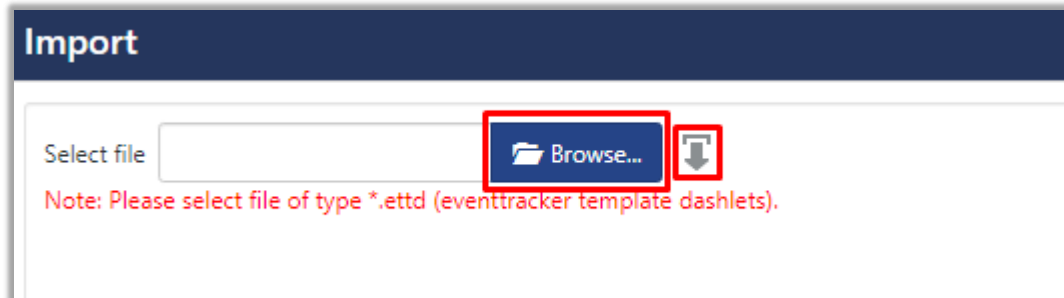 Import
Select file Browse...
Note: Please select file of type *.ettd (eventtracker template dashlets).